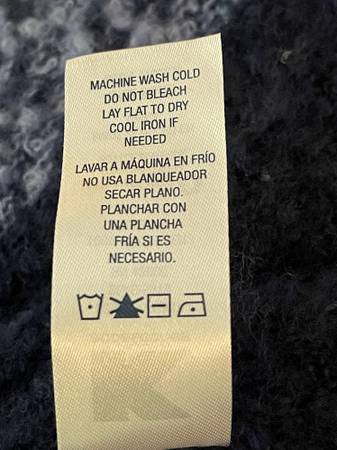 MACHINE WASH COLD
DO NOT BLEACH
LAY FLAT TO DRY
COOL IRON IF
NEEDED
LAVAR A MÁQUINA EN FRÍO
NO USA BLANQUEADOR
SECAR PLANO.
PLANCHAR CON
UNA PLANCHA
FRÍA SI ES
NECESARIO.